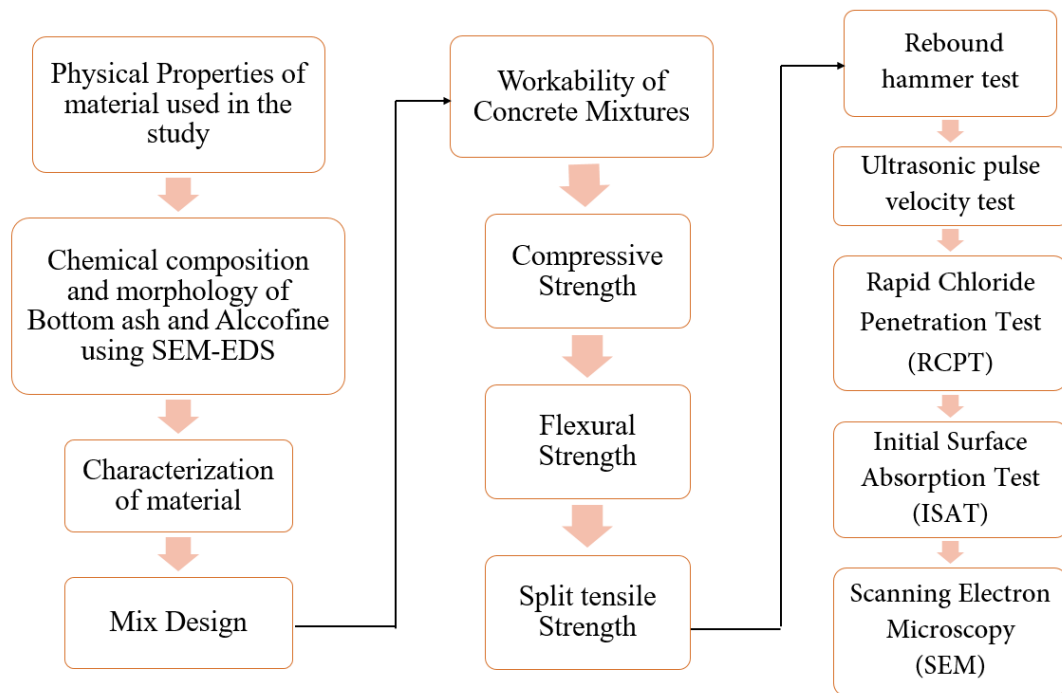 Physical Properties of
material used in the
study
Chemical composition
and morphology of
Bottom ash and Alccofine
using SEM-EDS
Characterization
of material
Mix Design
Workability of
Concrete Mixtures
Compressive
Strength
Flexural
Strength
Split tensile
Strength
Rebound
hammer test
Ultrasonic pulse
velocity test
Rapid Chloride
Penetration Test
(RCPT)
Initial Surface
Absorption Test
(ISAT)
Scanning Electron
Microscopy
(SEM)